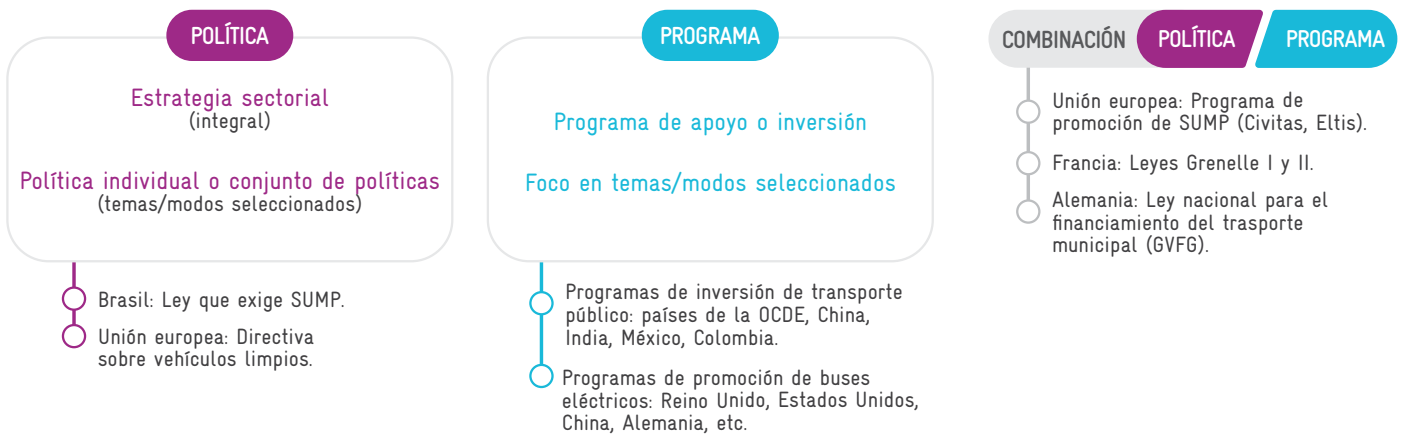 POLÍTICA
Estrategia sectorial
(integral)
Política individual o conjunto de políticas
(temas/modos seleccionados)
Brasil: Ley que exige SUMP.
Unión europea: Directiva
sobre vehículos limpios.
PROGRAMA
Programa de apoyo o inversión
Foco en temas/modos seleccionados
Programas de inversión de transporte
público: países de la OCDE, China,
India, México, Colombia.
Programas de promoción de buses
eléctricos: Reino Unido, Estados Unidos,
China, Alemania, etc.
COMBINACIÓN POLÍTICA PROGRAMA
Unión europea: Programa de
promoción de SUMP (Civitas, Eltis).
Francia: Leyes Grenelle I y II.
Alemania: Ley nacional para el
financiamiento del trasporte
municipal (GVFG).